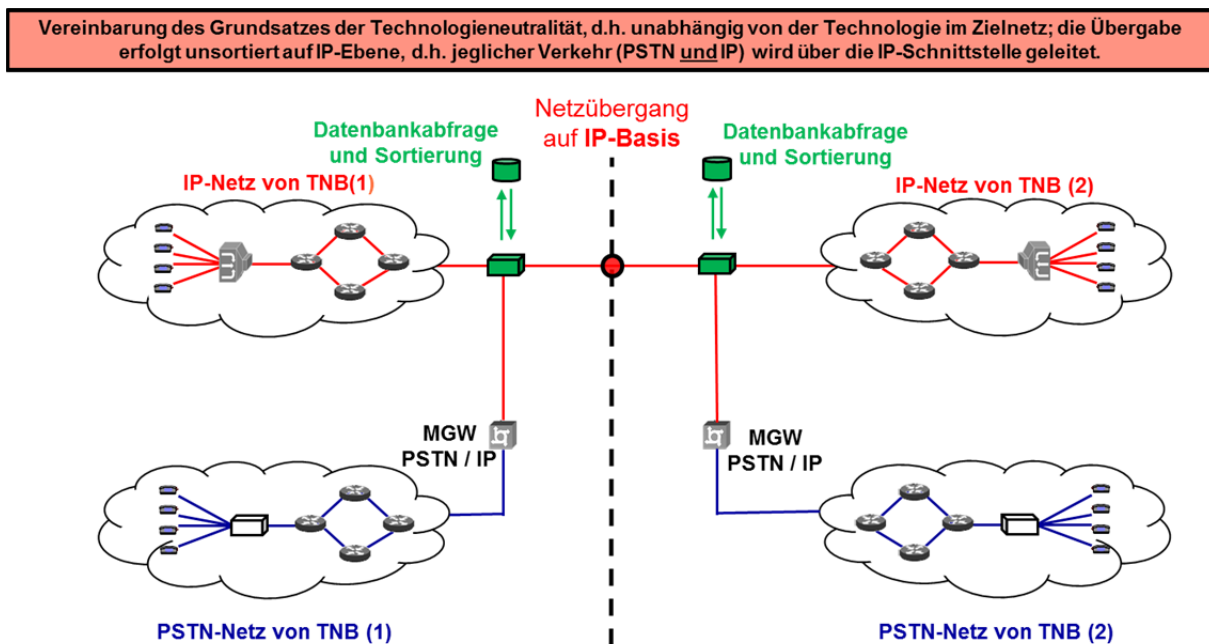 Vereinbarung des Grundsatzes der Technologieneutralität, d.h. unabhängig von der Technologie im Zielnetz; die Übergabe
erfolgt unsortiert auf IP-Ebene, d.h. jeglicher Verkehr (PSTN und IP) wird über die IP-Schnittstelle geleitet.
Netzübergang
auf IP-Basis
Datenbankabfrage
und Sortierung
Datenbankabfrage
und Sortierung
IP-Netz von TNB(1)
IP-Netz von TNB (2)
MGW
PSTN / IP
MGW
PSTN / IP
PSTN-Netz von TNB (1)
PSTN-Netz von TNB (2)